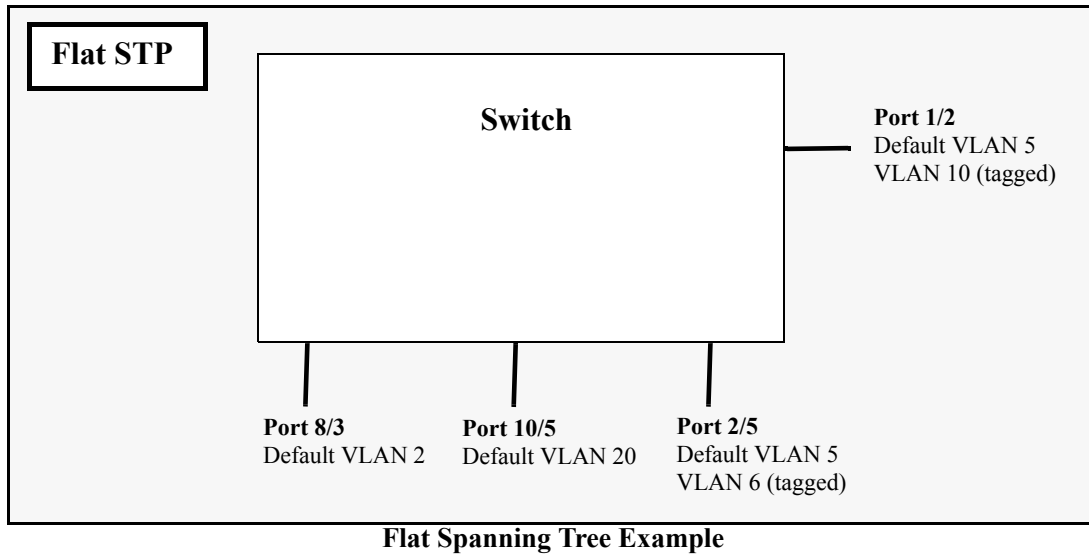 Flat STP
Switch
Port 1/2
Default VLAN 5
VLAN 10 (tagged)
Port 8/3
Default VLAN 2
Port 10/5
Default VLAN 20
Port 2/5
Default VLAN 5
VLAN 6 (tagged)
Flat Spanning Tree Example